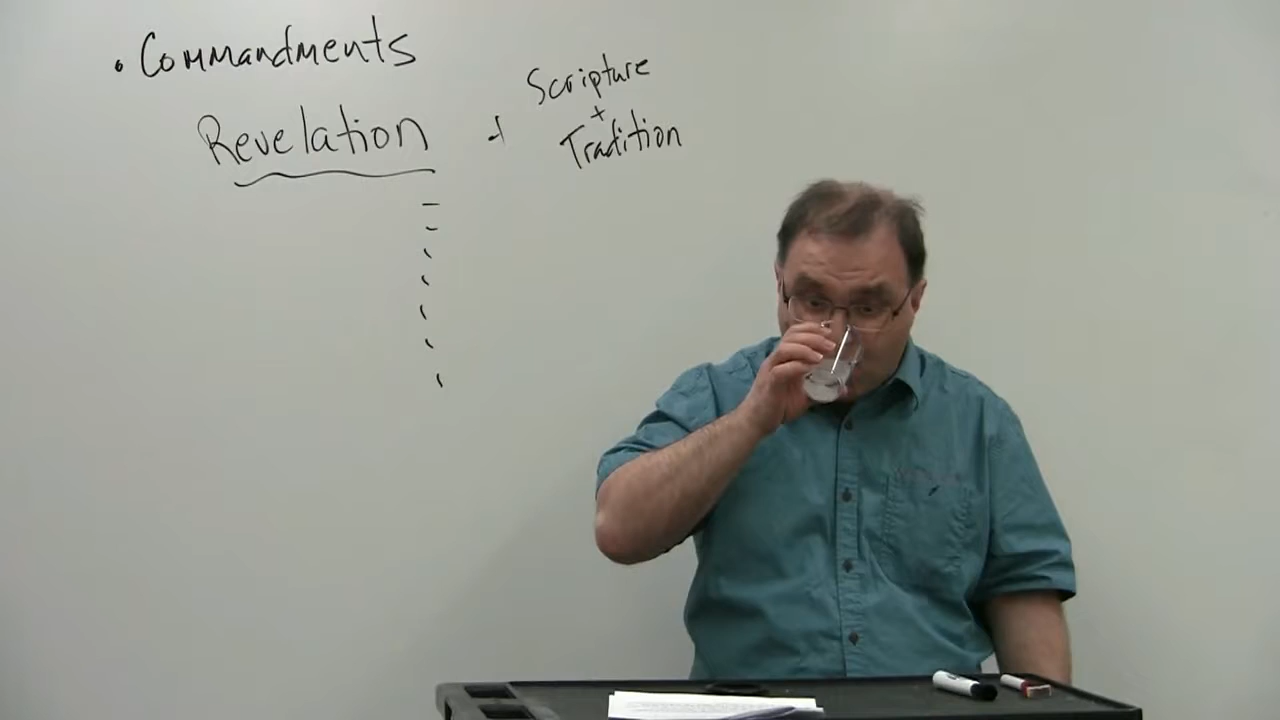 • Commandments
Revelation
Scripture
+
Tradition